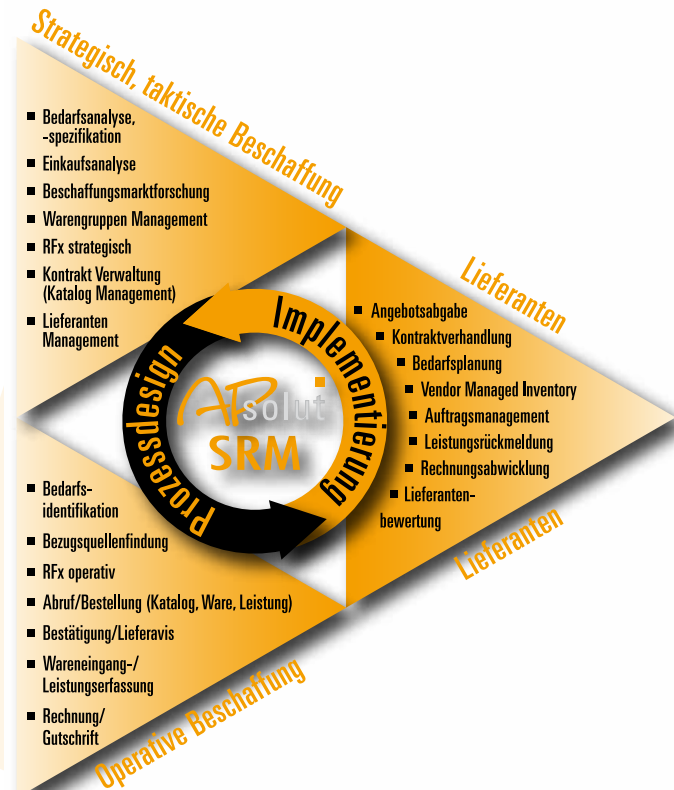 Strategisch, taktische Beschaffung
Bedarfsanalyse,
-spezifikation
Einkaufsanalyse
Beschaffungsmarktforschung
Warengruppen Management
RFx strategisch
Kontrakt Verwaltung
(Katalog Management)
Lieferanten
Management
Lieferanten
Angebotsabgabe
Kontraktverhandlung
Bedarfsplanung
Vendor Managed Inventory
Auftragsmanagement
Leistungsrückmeldung
Rechnungsabwicklung
Lieferanten-
bewertung
Lieferanten
Implementierung
Prozessdesign
APsolut
SRM
Bedarfs-
identifikation
Bezugsquellenfindung
RFx operativ
Abruf/Bestellung (Katalog, Ware, Leistung)
Bestätigung/Lieferavis
Wareneingang-/
Leistungserfassung
Rechnung/
Gutschrift
Operative Beschaffung